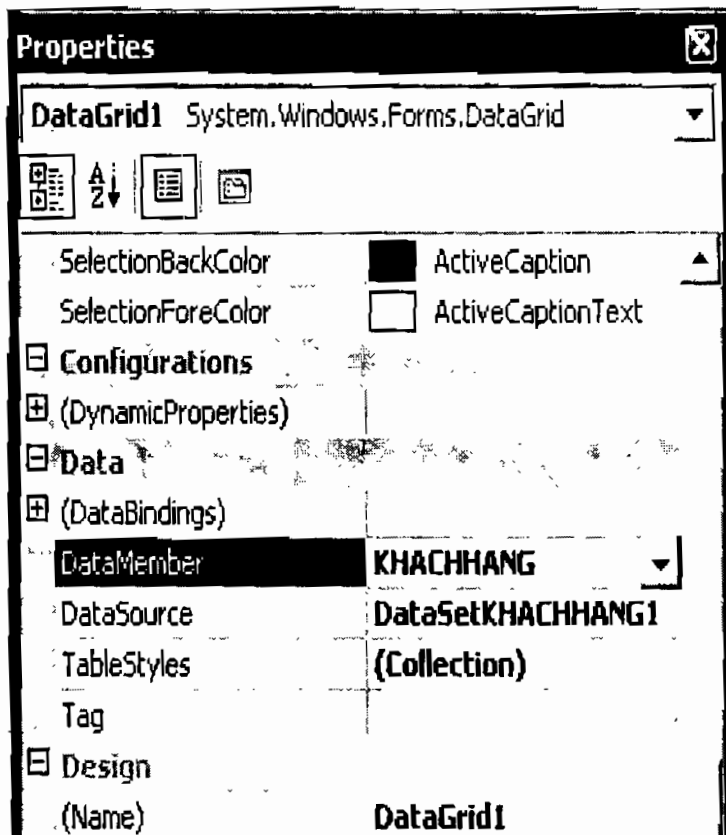 Properties
DataGrid1 System.Windows.Forms.DataGrid
SelectionBackColor ActiveCaption
SelectionForeColor ActiveCaptionText
Configurations
(DynamicProperties)
Data
(DataBindings)
DataMember KHACHHANG
DataSource DataSetKHACHHANG1
TableStyles (Collection)
Tag
Design
(Name) DataGrid1